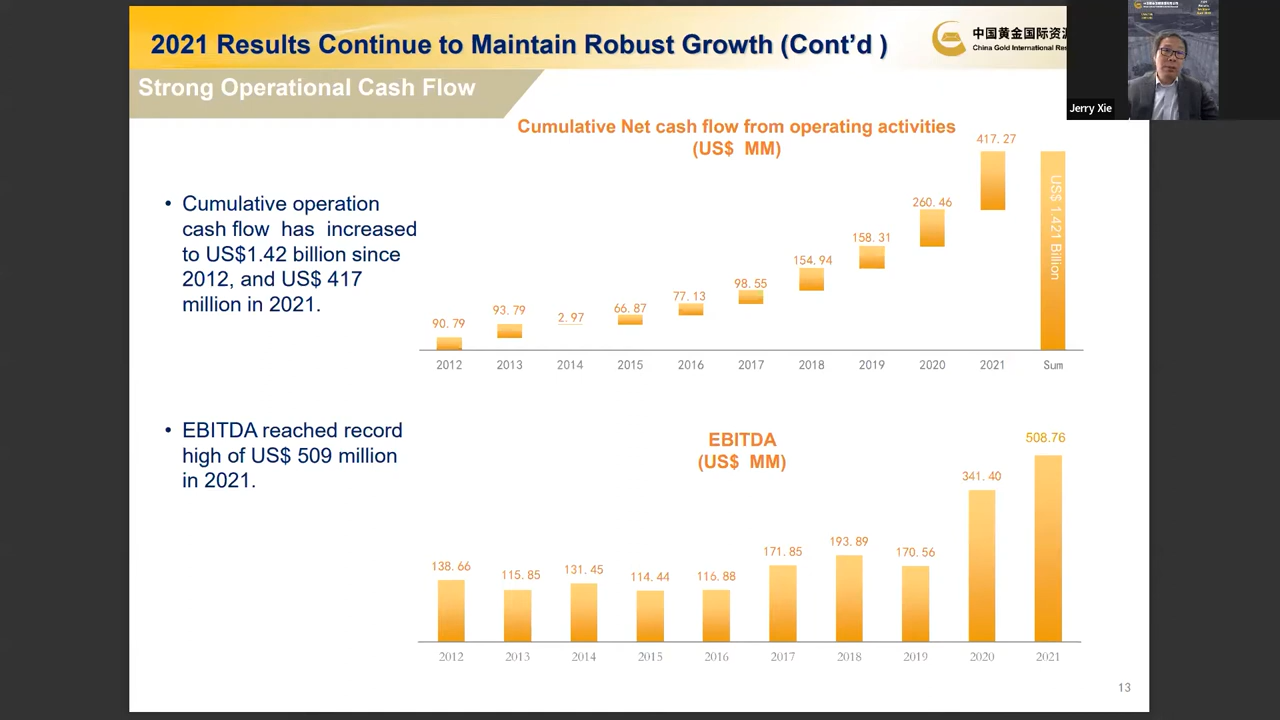 2021 Results Continue to Maintain Robust Growth (Cont’d )
中国黄金国际资
China Gold International Res
Jerry Xie
Strong Operational Cash Flow
Cumulative Net cash flow from operating activities
(US$ MM)
• Cumulative operation
cash flow has increased
to US$1.42 billion since
2012, and US$ 417
million in 2021.
90.79 93.79 2.97 66.87 77.13 98.55 154.94 158.31 260.46 417.27
US$ 1.421 Billion
2012 2013 2014 2015 2016 2017 2018 2019 2020 2021 Sum
• EBITDA reached record
high of US$ 509 million
in 2021.
EBITDA
(US$ MM)
138.66 115.85 131.45 114.44 116.88 171.85 193.89 170.56 341.40 508.76
2012 2013 2014 2015 2016 2017 2018 2019 2020 2021
13